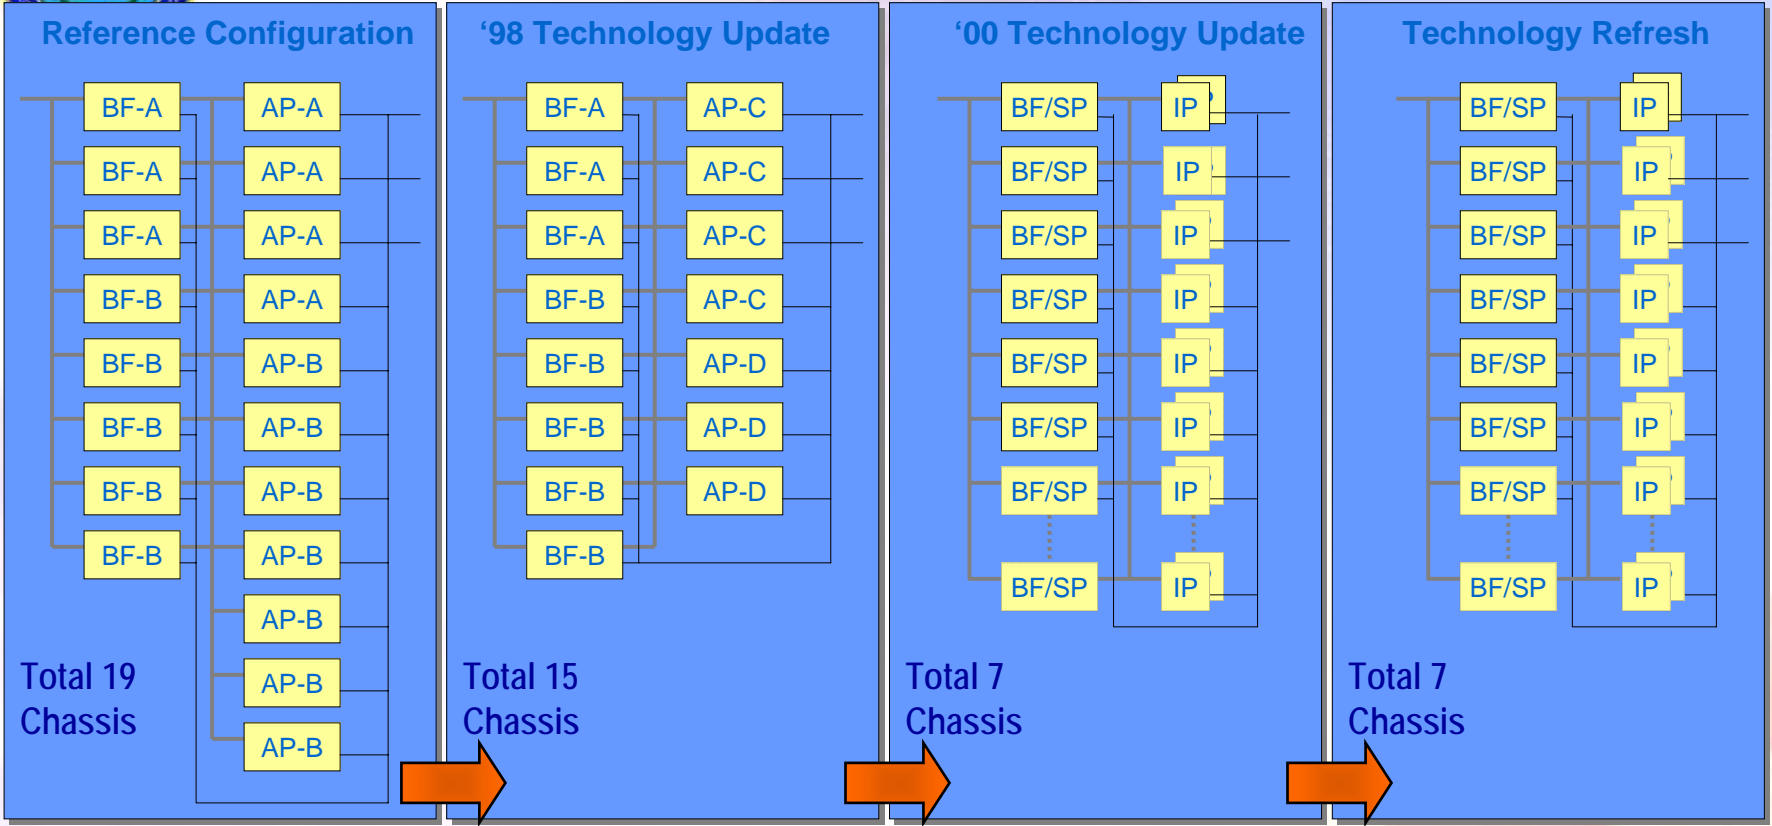 Reference Configuration
BF-A AP-A
BF-A AP-A
BF-A AP-A
BF-B AP-A
BF-B AP-B
BF-B AP-B
BF-B AP-B
BF-B AP-B
AP-B
AP-B
AP-B
Total 19
Chassis
‘98 Technology Update
BF-A AP-C
BF-A AP-C
BF-A AP-C
BF-B AP-C
BF-B AP-D
BF-B AP-D
BF-B AP-D
BF-B
Total 15
Chassis
‘00 Technology Update
BF/SP IP
BF/SP IP
BF/SP IP
BF/SP IP
BF/SP IP
BF/SP IP
BF/SP IP
BF/SP IP
Total 7
Chassis
Technology Refresh
BF/SP IP
BF/SP IP
BF/SP IP
BF/SP IP
BF/SP IP
BF/SP IP
BF/SP IP
BF/SP IP
Total 7
Chassis